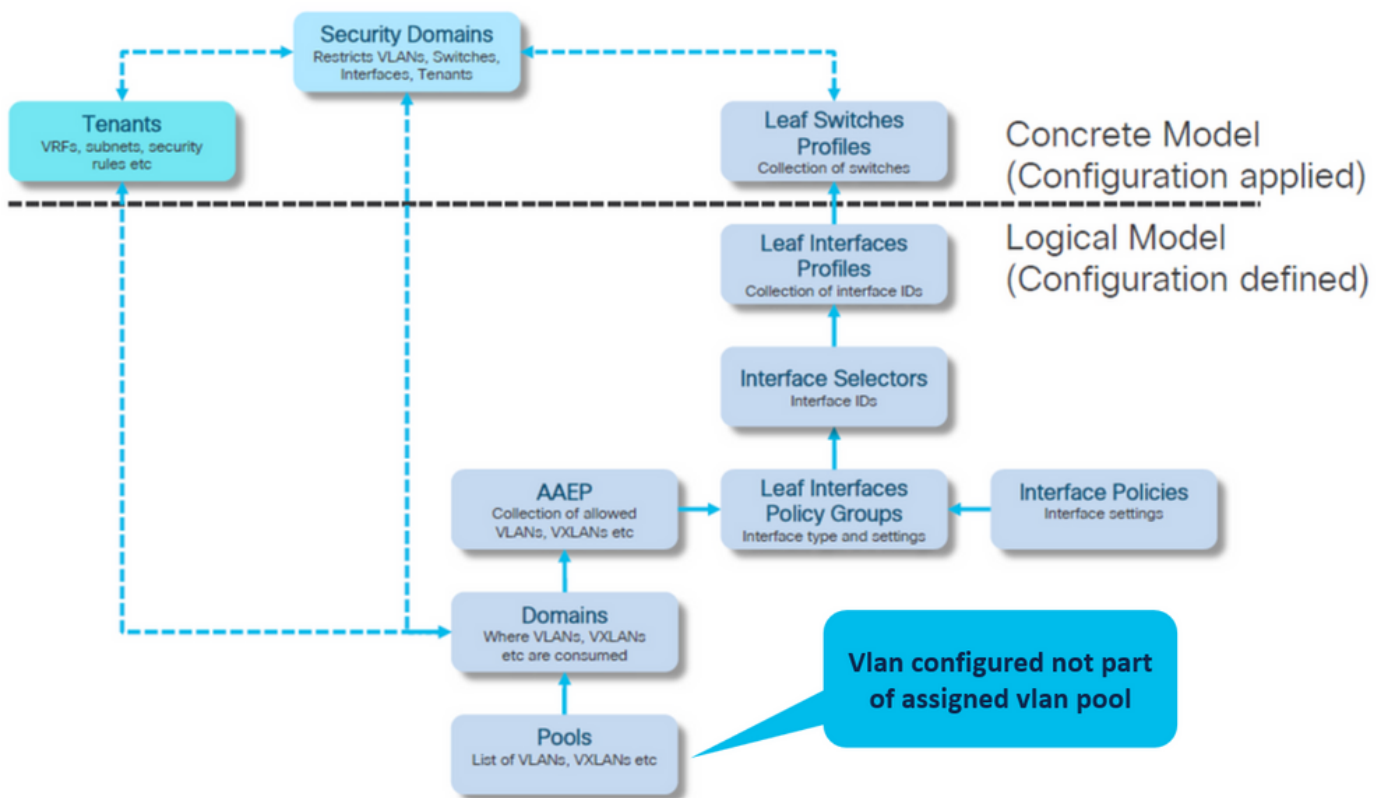 Security Domains
Restricts VLANs, Switches,
Interfaces, Tenants
Tenants
VRFs, subnets, security
rules etc
Leaf Switches
Profiles
Collection of switches
Concrete Model
(Configuration applied)
Logical Model
(Configuration defined)
Leaf Interfaces
Profiles
Collection of interface IDs
Interface Selectors
Interface IDs
AAEP
Collection of allowed
VLANs, VXLANs etc
Leaf Interfaces
Policy Groups
Interface type and settings
Interface Policies
Interface settings
Domains
Where VLANs, VXLANs
etc are consumed
Vlan configured not part
of assigned vlan pool
Pools
List of VLANs, VXLANs etc